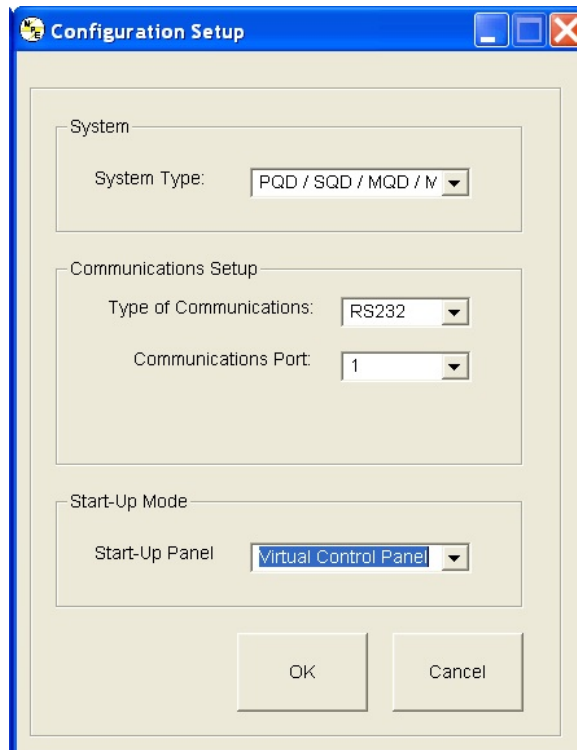 Configuration Setup
System
System Type: PQD / SQD / MQD / M
Communications Setup
Type of Communications: RS232
Communications Port: 1
Start-Up Mode
Start-Up Panel Virtual Control Panel
OK Cancel